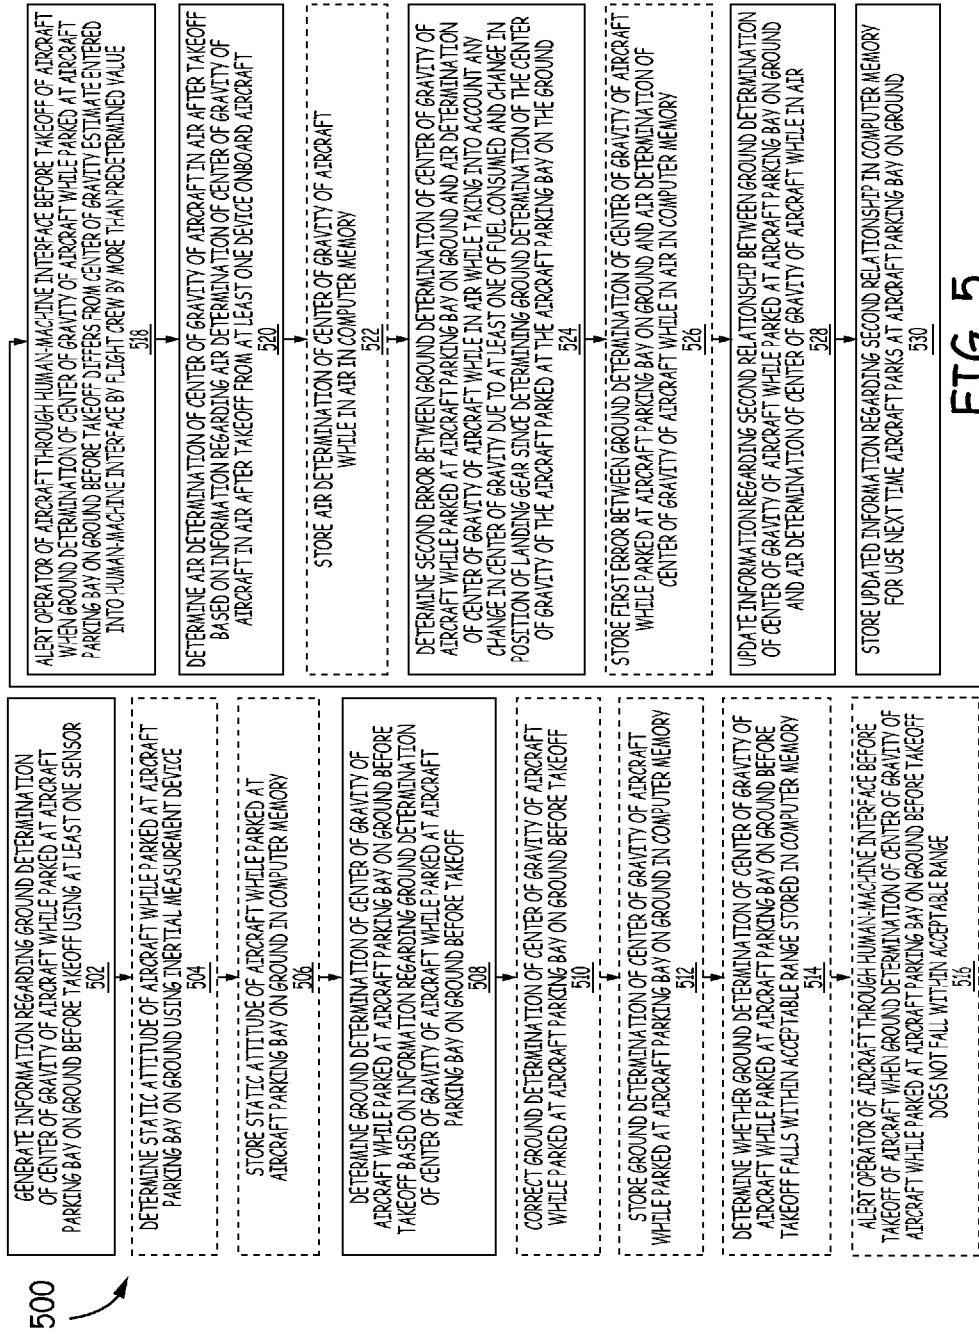 500
GENERATE INFORMATION REGARDING GROUND DETERMINATION
OF CENTER OF GRAVITY OF AIRCRAFT WHILE PARKED AT AIRCRAFT
PARKING BAY ON GROUND BEFORE TAKEOFF USING AT LEAST ONE SENSOR
502
DETERMINE STATIC ATTITUDE OF AIRCRAFT WHILE PARKED AT AIRCRAFT
PARKING BAY ON GROUND USING INERTIAL MEASUREMENT DEVICE
504
STORE STATIC ATTITUDE OF AIRCRAFT WHILE PARKED AT
AIRCRAFT PARKING BAY ON GROUND IN COMPUTER MEMORY
506
DETERMINE GROUND DETERMINATION OF CENTER OF GRAVITY OF
AIRCRAFT WHILE PARKED AT AIRCRAFT PARKING BAY ON GROUND BEFORE
TAKEOFF BASED ON INFORMATION REGARDING GROUND DETERMINATION
OF CENTER OF GRAVITY OF AIRCRAFT WHILE PARKED AT AIRCRAFT
PARKING BAY ON GROUND BEFORE TAKEOFF
508
CORRECT GROUND DETERMINATION OF CENTER OF GRAVITY OF AIRCRAFT
WHILE PARKED AT AIRCRAFT PARKING BAY ON GROUND BEFORE TAKEOFF
510
STORE GROUND DETERMINATION OF CENTER OF GRAVITY OF AIRCRAFT
WHILE PARKED AT AIRCRAFT PARKING BAY ON GROUND IN COMPUTER MEMORY
512
DETERMINE WHETHER GROUND DETERMINATION OF CENTER OF GRAVITY OF
AIRCRAFT WHILE PARKED AT AIRCRAFT PARKING BAY ON GROUND BEFORE
TAKEOFF FALLS WITHIN ACCEPTABLE RANGE STORED IN COMPUTER MEMORY
514
ALERT OPERATOR OF AIRCRAFT THROUGH HUMAN-MACHINE INTERFACE BEFORE
TAKEOFF OF AIRCRAFT WHEN GROUND DETERMINATION OF CENTER OF GRAVITY OF
AIRCRAFT WHILE PARKED AT AIRCRAFT PARKING BAY ON GROUND BEFORE TAKEOFF
DOES NOT FALL WITHIN ACCEPTABLE RANGE
516
ALERT OPERATOR OF AIRCRAFT THROUGH HUMAN-MACHINE INTERFACE BEFORE TAKEOFF OF AIRCRAFT
WHEN GROUND DETERMINATION OF CENTER OF GRAVITY OF AIRCRAFT WHILE PARKED AT AIRCRAFT
PARKING BAY ON GROUND BEFORE TAKEOFF DIFFERS FROM CENTER OF GRAVITY ESTIMATE ENTERED
INTO HUMAN-MACHINE INTERFACE BY FLIGHT CREW BY MORE THAN PREDETERMINED VALUE
518
DETERMINE AIR DETERMINATION OF CENTER OF GRAVITY OF AIRCRAFT IN AIR AFTER TAKEOFF
BASED ON INFORMATION REGARDING AIR DETERMINATION OF CENTER OF GRAVITY OF
AIRCRAFT IN AIR AFTER TAKEOFF FROM AT LEAST ONE DEVICE ONBOARD AIRCRAFT
520
STORE AIR DETERMINATION OF CENTER OF GRAVITY OF AIRCRAFT
WHILE IN AIR IN COMPUTER MEMORY
522
DETERMINE SECOND ERROR BETWEEN GROUND DETERMINATION OF CENTER OF GRAVITY OF
AIRCRAFT WHILE PARKED AT AIRCRAFT PARKING BAY ON GROUND AND AIR DETERMINATION
OF CENTER OF GRAVITY OF AIRCRAFT WHILE IN AIR WHILE TAKING INTO ACCOUNT ANY
CHANGE IN CENTER OF GRAVITY DUE TO AT LEAST ONE OF FUEL CONSUMED AND CHANGE IN
POSITION OF LANDING GEAR SINCE DETERMINING GROUND DETERMINATION OF THE CENTER
OF GRAVITY OF THE AIRCRAFT PARKED AT THE AIRCRAFT PARKING BAY ON THE GROUND
524
STORE FIRST ERROR BETWEEN GROUND DETERMINATION OF CENTER OF GRAVITY OF AIRCRAFT
WHILE PARKED AT AIRCRAFT PARKING BAY ON GROUND AND AIR DETERMINATION OF
CENTER OF GRAVITY OF AIRCRAFT WHILE IN AIR IN COMPUTER MEMORY
526
UPDATE INFORMATION REGARDING SECOND RELATIONSHIP BETWEEN GROUND DETERMINATION
OF CENTER OF GRAVITY OF AIRCRAFT WHILE PARKED AT AIRCRAFT PARKING BAY ON GROUND
AND AIR DETERMINATION OF CENTER OF GRAVITY OF AIRCRAFT WHILE IN AIR
528
STORE UPDATED INFORMATION REGARDING SECOND RELATIONSHIP IN COMPUTER MEMORY
FOR USE NEXT TIME AIRCRAFT PARKS AT AIRCRAFT PARKING BAY ON GROUND
530
FIG. 5